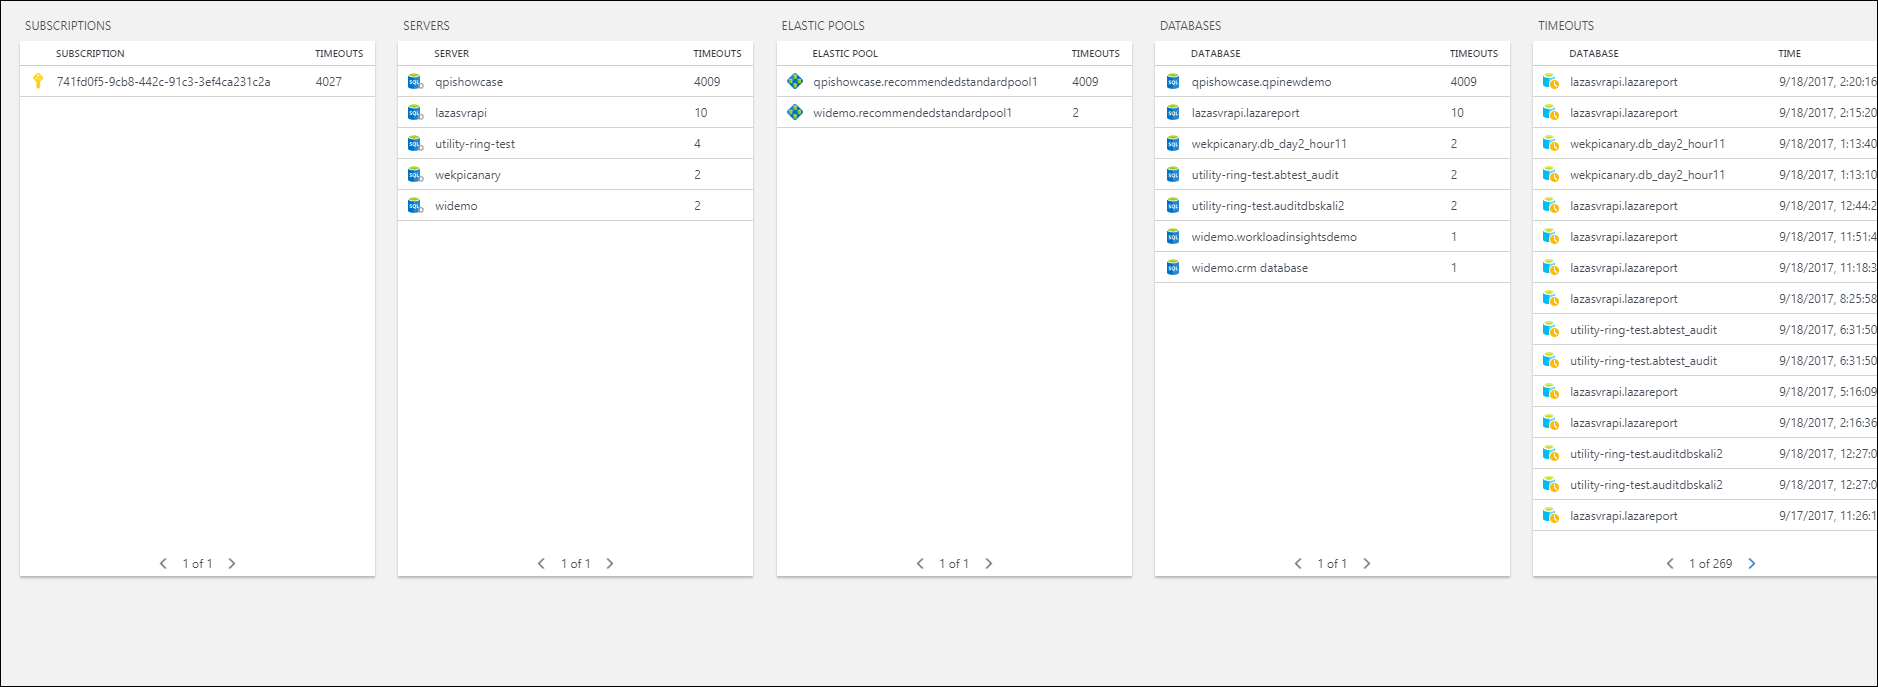 SUBSCRIPTIONS
SUBSCRIPTION TIMEOUTS
741fd0f5-9cb8-442c-91c3-3ef4ca231c2a 4027
1 of 1
SERVERS
SERVER TIMEOUTS
qpishowcase 4009
lazasvrapi 10
utility-ring-test 4
wekpicanary 2
widemo 2
1 of 1
ELASTIC POOLS
ELASTIC POOL TIMEOUTS
qpishowcase.recommendedstandardpool1 4009
widemo.recommendedstandardpool1 2
1 of 1
DATABASES
DATABASE TIMEOUTS
qpishowcase.qpinewdemo 4009
lazasvrapi.lazareport 10
wekpicanary.db_day2_hour11 2
utility-ring-test.abtest_audit 2
utility-ring-test.auditdbskali2 2
widemo.workloadinsightsdemo 1
widemo.crm database 1
1 of 1
TIMEOUTS
DATABASE TIME
lazasvrapi.lazareport 9/18/2017, 2:20:16
lazasvrapi.lazareport 9/18/2017, 2:15:20
wekpicanary.db_day2_hour11 9/18/2017, 1:13:40
wekpicanary.db_day2_hour11 9/18/2017, 1:13:10
lazasvrapi.lazareport 9/18/2017, 12:44:2
lazasvrapi.lazareport 9/18/2017, 11:51:4
lazasvrapi.lazareport 9/18/2017, 11:18:3
lazasvrapi.lazareport 9/18/2017, 8:25:58
utility-ring-test.abtest_audit 9/18/2017, 6:31:50
utility-ring-test.abtest_audit 9/18/2017, 6:31:50
lazasvrapi.lazareport 9/18/2017, 5:16:09
lazasvrapi.lazareport 9/18/2017, 2:16:36
utility-ring-test.auditdbskali2 9/18/2017, 12:27:0
utility-ring-test.auditdbskali2 9/18/2017, 12:27:0
lazasvrapi.lazareport 9/17/2017, 11:26:1
1 of 269